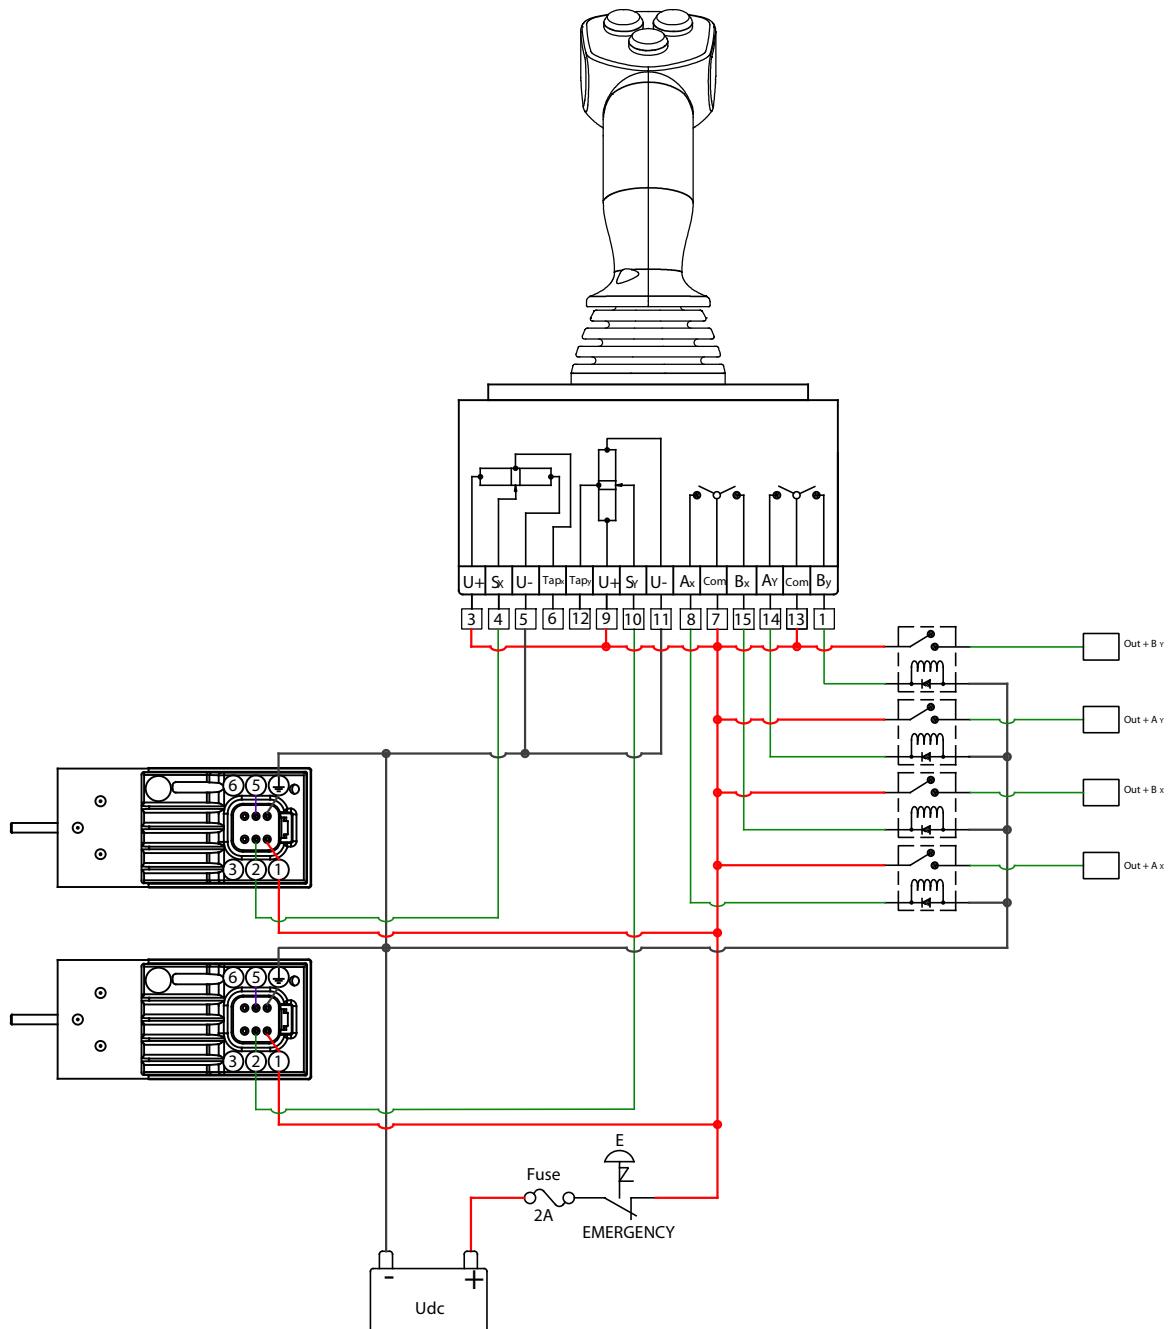 U+ Sx U- Tapx Tapy U+ SY U- Ax Com Bx AY Com By
3 4 5 6 12 9 10 11 8 7 15 14 13 1
Out + B Y
Out + A Y
Out + B X
Out + A X
6 5
3 2 1
6 5
3 2 1
E
Fuse
2A
EMERGENCY
- +
Udc